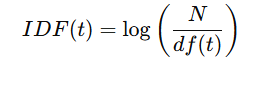 IDF(t) = log ( N / df(t) )